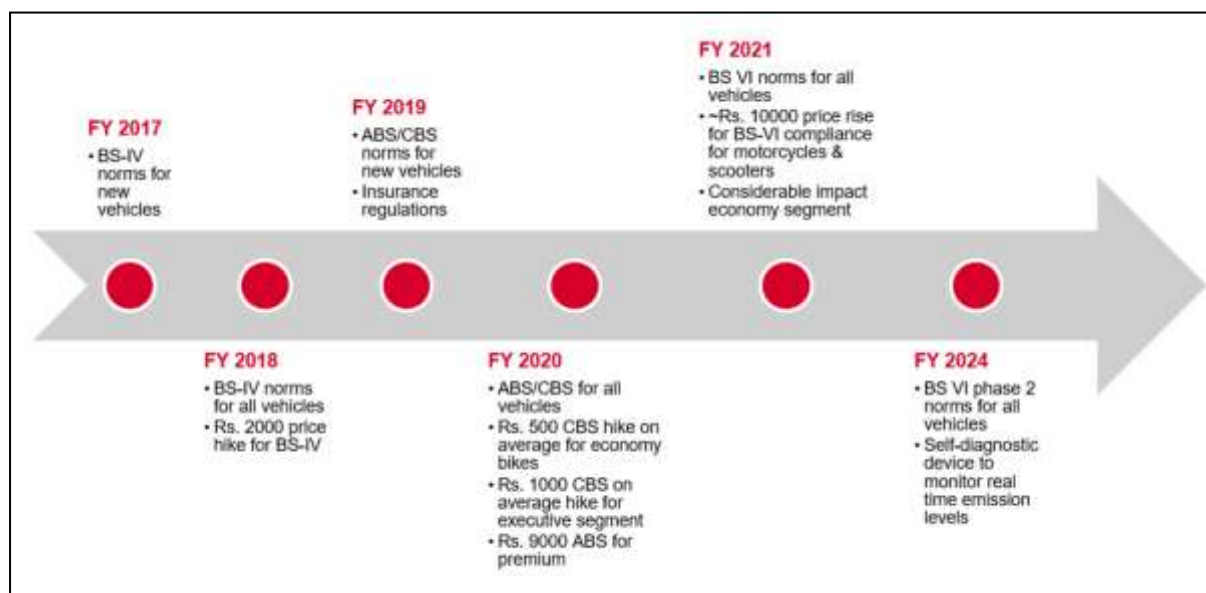 FY 2017
• BS-IV
norms for
new
vehicles
FY 2018
• BS-IV norms
for all vehicles
• Rs. 2000 price
hike for BS-IV
FY 2019
• ABS/CBS
norms for
new vehicles
• Insurance
regulations
FY 2020
• ABS/CBS for all
vehicles
• Rs. 500 CBS hike on
average for economy
bikes
• Rs. 1000 CBS on
average hike for
executive segment
• Rs. 9000 ABS for
premium
FY 2021
• BS VI norms for all
vehicles
• ~Rs. 10000 price rise
for BS-VI compliance
for motorcycles &
scooters
• Considerable impact
economy segment
FY 2024
• BS VI phase 2
norms for all
vehicles
• Self-diagnostic
device to
monitor real
time emission
levels